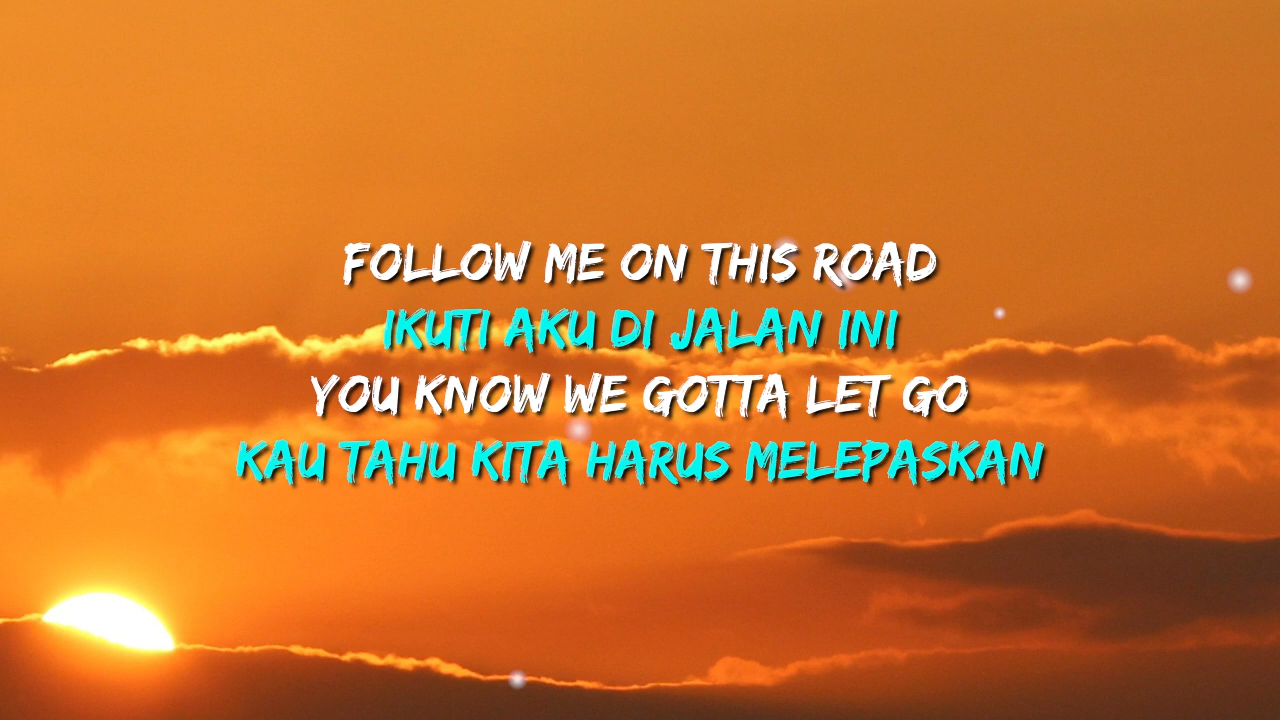 FOLLOW ME ON THIS ROAD
IKUTI AKU DI JALAN INI
YOU KNOW WE GOTTA LET GO
KAU TAHU KITA HARUS MELEPASKAN